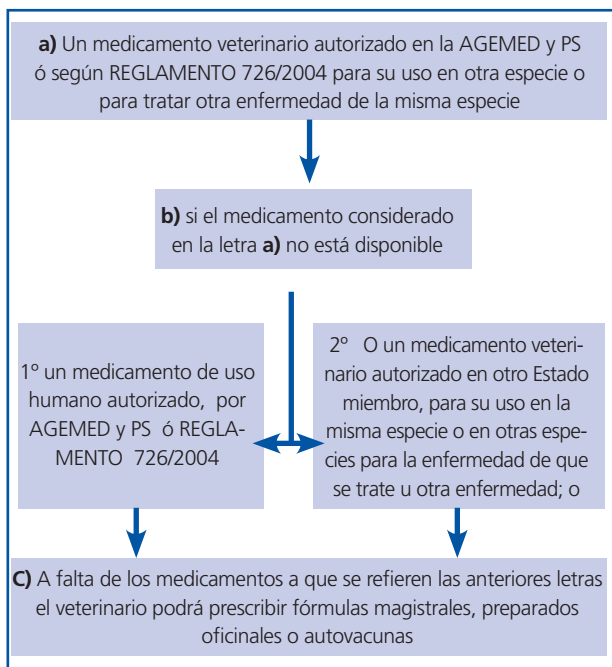 a) Un medicamento veterinario autorizado en la AGEMED y PS
ó según REGLAMENTO 726/2004 para su uso en otra especie o
para tratar otra enfermedad de la misma especie
b) si el medicamento considerado
en la letra a) no está disponible
1º un medicamento de uso
humano autorizado, por
AGEMED y PS ó REGLA-
MENTO 726/2004
2º O un medicamento veteri-
nario autorizado en otro Estado
miembro, para su uso en la
misma especie o en otras espe-
cies para la enfermedad de que
se trate u otra enfermedad; o
C) A falta de los medicamentos a que se refieren las anteriores letras
el veterinario podrá prescribir fórmulas magistrales, preparados
oficinales o autovacunas